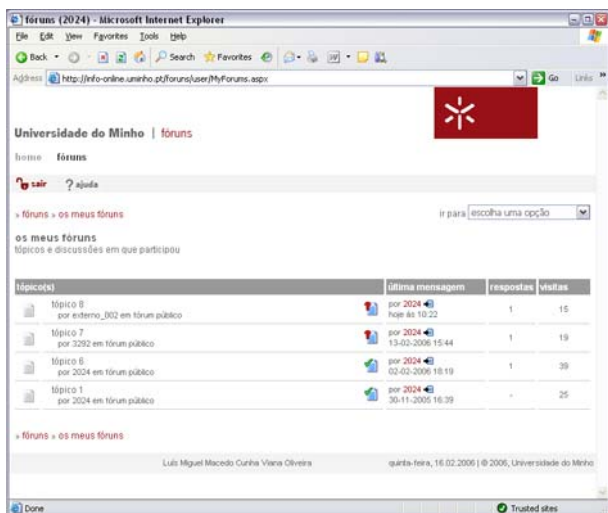 fóruns (2024) - Microsoft Internet Explorer
File Edit View Favorites Tools Help
Back Search Favorites
Address http://info-online.uminho.pt/foruns/user/MyForums.aspx Go Links
Universidade do Minho | fóruns
home fóruns
sair ? ajuda
» fóruns » os meus fóruns ir para escolha uma opção
os meus fóruns
tópicos e discussões em que participou
tópico(s) última mensagem respostas visitas
tópico 8 por 2024
por externo_002 em fórum público hoje às 10:22 1 15
tópico 7 por 2024
por 3292 em fórum público 13-02-2006 15:44 1 19
tópico 6 por 2024
por 2024 em fórum público 02-02-2006 18:19 1 39
tópico 1 por 2024
por 2024 em fórum público 30-11-2005 16:39 - 25
» fóruns » os meus fóruns
Luís Miguel Macedo Cunha Viana Oliveira quinta-feira, 16.02.2006 | © 2006, Universidade do Minho
Done Trusted sites